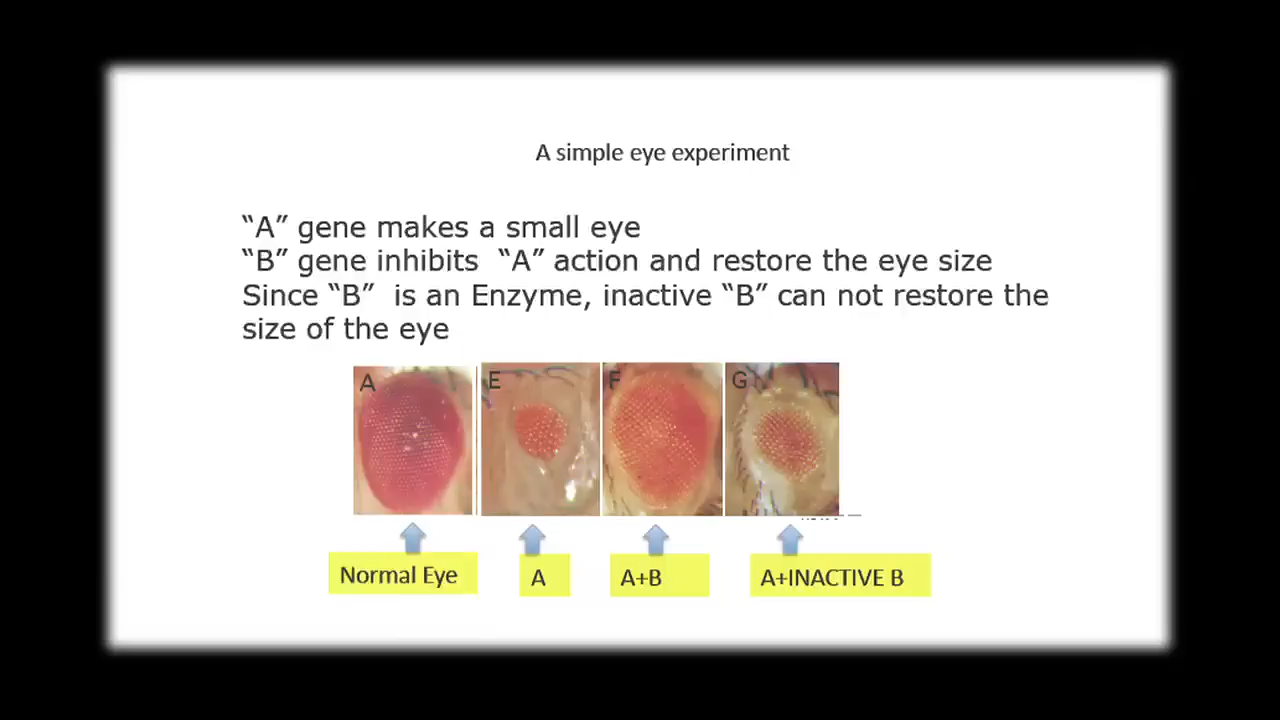 A simple eye experiment
“A” gene makes a small eye
“B” gene inhibits “A” action and restore the eye size
Since “B” is an Enzyme, inactive “B” can not restore the
size of the eye
A E F G
Normal Eye A A+B A+INACTIVE B